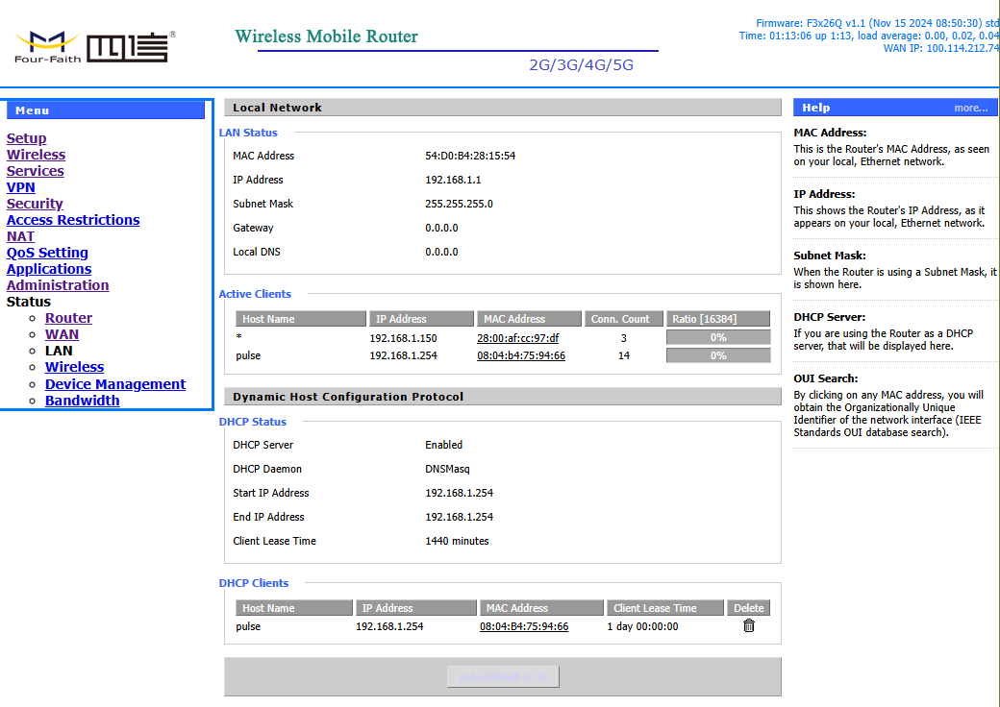 Four-Faith 四信®
Wireless Mobile Router
2G/3G/4G/5G
Firmware: F3x26Q v1.1 (Nov 15 2024 08:50:30) std
Time: 01:13:06 up 1:13, load average: 0.00, 0.02, 0.04
WAN IP: 100.114.212.74
Menu
Setup
Wireless
Services
VPN
Security
Access Restrictions
NAT
QoS Setting
Applications
Administration
Status
Router
WAN
LAN
Wireless
Device Management
Bandwidth
Local Network
LAN Status
MAC Address 54:D0:B4:28:15:54
IP Address 192.168.1.1
Subnet Mask 255.255.255.0
Gateway 0.0.0.0
Local DNS 0.0.0.0
Active Clients
Host Name IP Address MAC Address Conn. Count Ratio [16384]
* 192.168.1.150 28:00:af:cc:97:df 3 0%
pulse 192.168.1.254 08:04:b4:75:94:66 14 0%
Dynamic Host Configuration Protocol
DHCP Status
DHCP Server Enabled
DHCP Daemon DNSMasq
Start IP Address 192.168.1.254
End IP Address 192.168.1.254
Client Lease Time 1440 minutes
DHCP Clients
Host Name IP Address MAC Address Client Lease Time Delete
pulse 192.168.1.254 08:04:B4:75:94:66 1 day 00:00:00
Auto-Refresh is On
Help more...
MAC Address:
This is the Router's MAC Address, as seen
on your local, Ethernet network.
IP Address:
This shows the Router's IP Address, as it
appears on your local, Ethernet network.
Subnet Mask:
When the Router is using a Subnet Mask, it
is shown here.
DHCP Server:
If you are using the Router as a DHCP
server, that will be displayed here.
OUI Search:
By clicking on any MAC address, you will
obtain the Organizationally Unique
Identifier of the network interface (IEEE
Standards OUI database search).